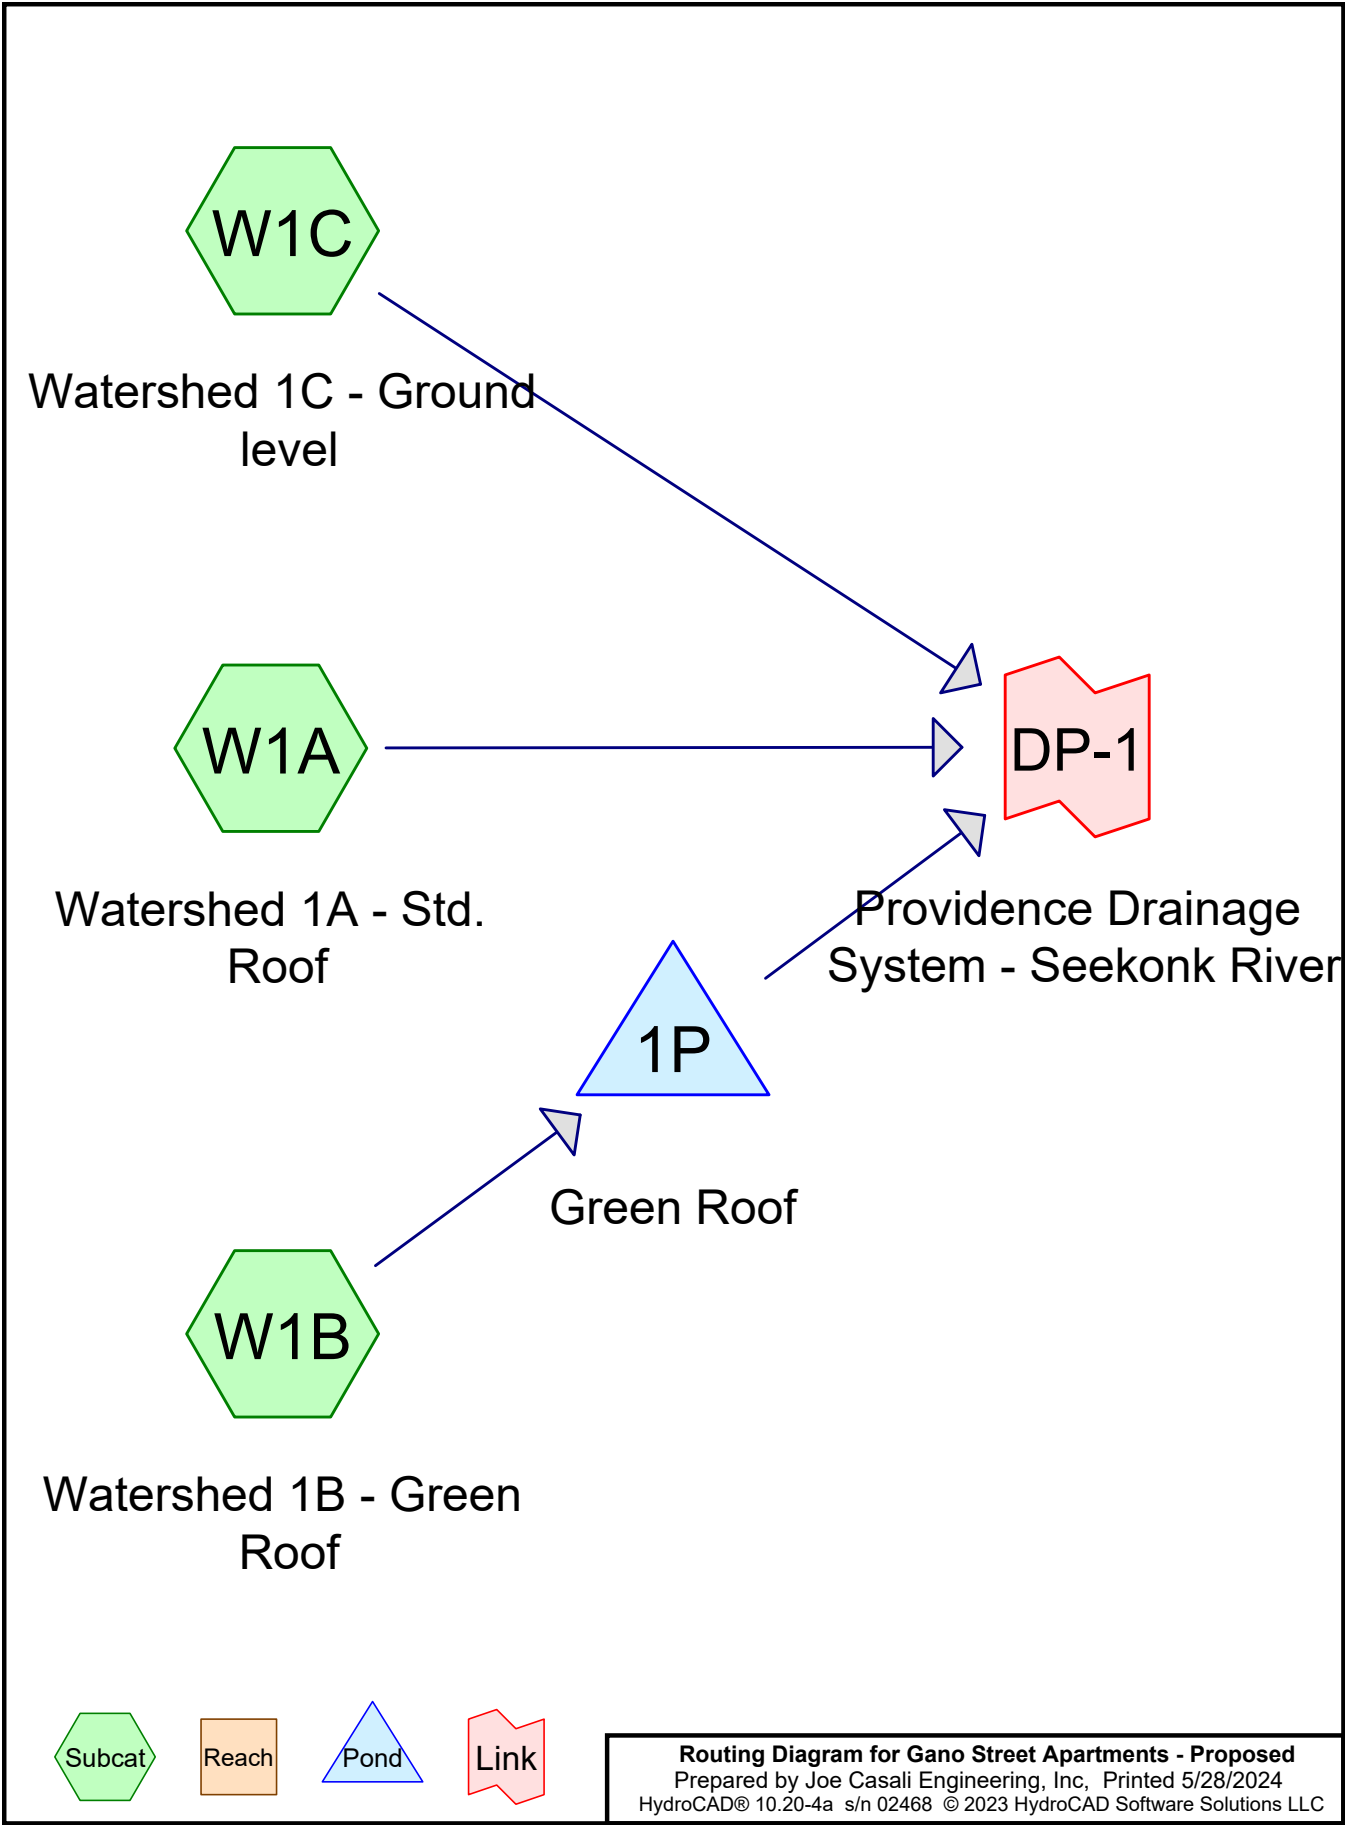 W1C
Watershed 1C - Ground
level
W1A
Watershed 1A - Std.
Roof
DP-1
Providence Drainage
System - Seekonk River
1P
Green Roof
W1B
Watershed 1B - Green
Roof
Subcat
Reach
Pond
Link
Routing Diagram for Gano Street Apartments - Proposed
Prepared by Joe Casali Engineering, Inc,  Printed 5/28/2024
HydroCAD® 10.20-4a  s/n 02468  © 2023 HydroCAD Software Solutions LLC